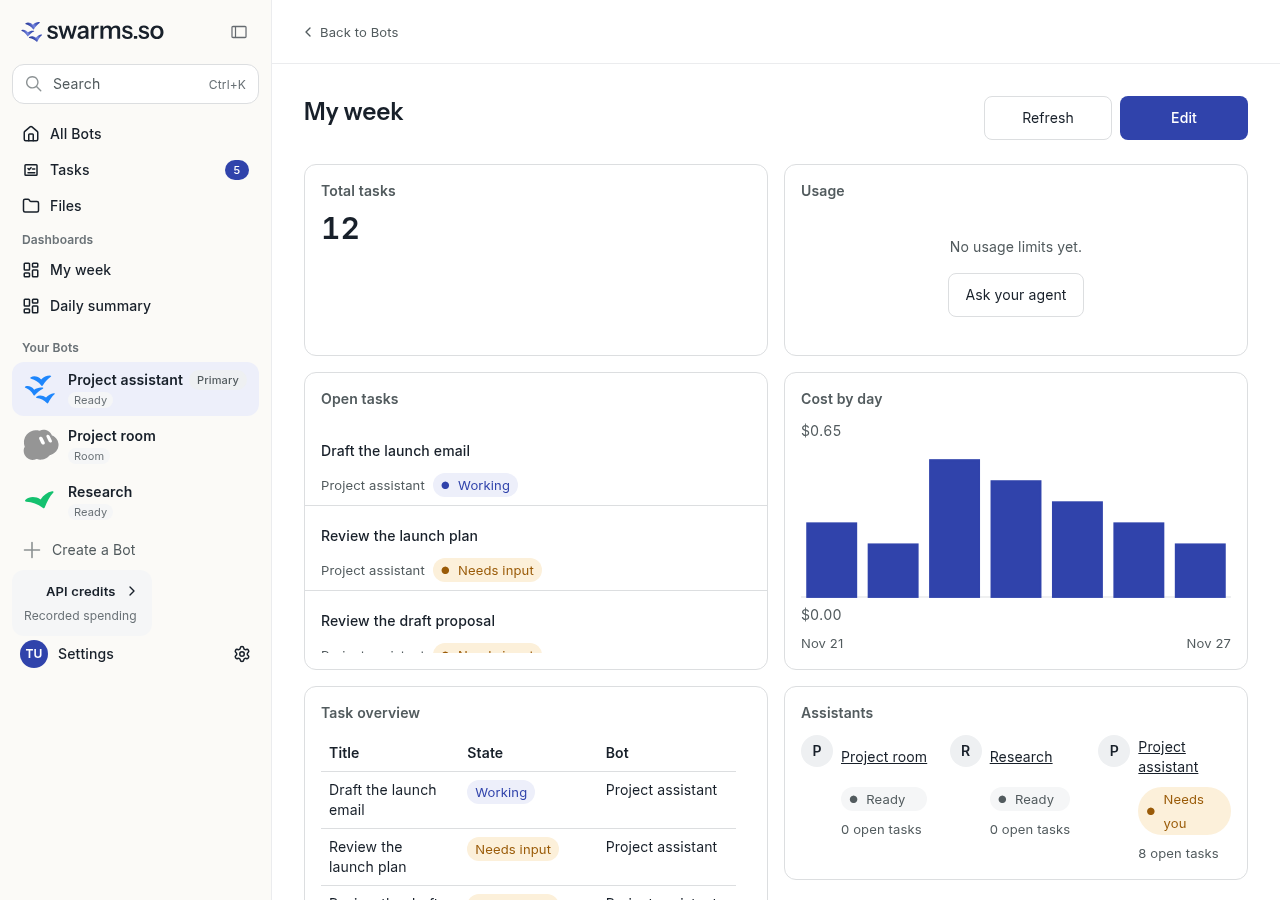 swarms.so
Search
Ctrl+K
All Bots
Tasks
5
Files
Dashboards
My week
Daily summary
Your Bots
Project assistant
Primary
Ready
Project room
Room
Research
Ready
Create a Bot
API credits
Recorded spending
TU
Settings
Back to Bots
My week
Refresh
Edit
Total tasks
12
Usage
No usage limits yet.
Ask your agent
Open tasks
Draft the launch email
Project assistant
Working
Review the launch plan
Project assistant
Needs input
Review the draft proposal
Project assistant
Needs input
Cost by day
$0.65
$0.00
Nov 21
Nov 27
Task overview
Title
State
Bot
Draft the launch
email
Working
Project assistant
Review the
launch plan
Needs input
Project assistant
Assistants
P
Project room
Ready
0 open tasks
R
Research
Ready
0 open tasks
P
Project
assistant
Needs
you
8 open tasks